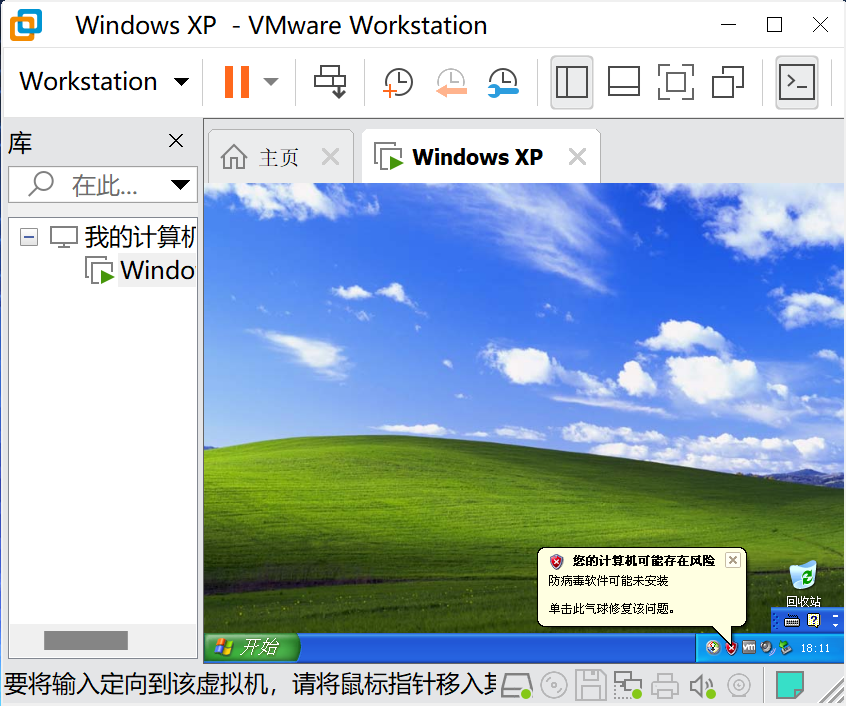 Windows XP - VMware Workstation
Workstation
库
主页
Windows XP
在此...
我的计算机
Windo
您的计算机可能存在风险
防病毒软件可能未安装
单击此气球修复该问题。
回收站
开始
vm
18:11
要将输入定向到该虚拟机，请将鼠标指针移入其